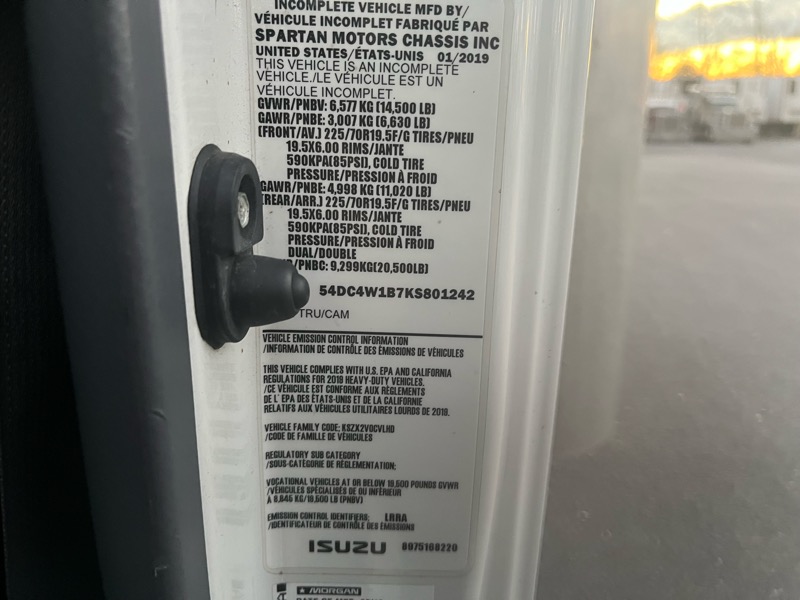 INCOMPLETE VEHICLE MFD BY/
VÉHICULE INCOMPLET FABRIQUÉ PAR
SPARTAN MOTORS CHASSIS INC
UNITED STATES/ÉTATS-UNIS 01/2019
THIS VEHICLE IS AN INCOMPLETE
VEHICLE./LE VÉHICULE EST UN
VÉHICULE INCOMPLET.
GVWR/PNBV: 6,577 KG (14,500 LB)
GAWR/PNBE: 3,007 KG (6,630 LB)
(FRONT/AV.) 225/70R19.5F/G TIRES/PNEU
19.5X6.00 RIMS/JANTE
590KPA(85PSI), COLD TIRE
PRESSURE/PRESSION À FROID
GAWR/PNBE: 4,998 KG (11,020 LB)
(REAR/ARR.) 225/70R19.5F/G TIRES/PNEU
19.5X6.00 RIMS/JANTE
590KPA(85PSI), COLD TIRE
PRESSURE/PRESSION À FROID
DUAL/DOUBLE
/PNBC: 9,299KG(20,500LB)
54DC4W1B7KS801242
TRU/CAM
VEHICLE EMISSION CONTROL INFORMATION
/INFORMATION DE CONTRÔLE DES ÉMISSIONS DE VÉHICULES
THIS VEHICLE COMPLIES WITH U.S. EPA AND CALIFORNIA
REGULATIONS FOR 2018 HEAVY-DUTY VEHICLES.
/CE VÉHICULE EST CONFORME AUX RÈGLEMENTS
DE L' EPA DES ÉTATS-UNIS ET DE LA CALIFORNIE
RELATIFS AUX VÉHICULES UTILITAIRES LOURDS DE 2018.
VEHICLE FAMILY CODE: KSZX2VOCVLHD
/CODE DE FAMILLE DE VÉHICULES
REGULATORY SUB CATEGORY
/SOUS-CATÉGORIE DE RÉGLEMENTATION:
VOCATIONAL VEHICLES AT OR BELOW 19,500 POUNDS GVWR
/VÉHICULES SPÉCIALISÉS DE OU INFÉRIEUR
À 8,845 KG/19,500 LB (PNBV)
EMISSION CONTROL IDENTIFIERS: LRRA
/IDENTIFICATEUR DE CONTRÔLE DES ÉMISSIONS
ISUZU 8975168220
MORGAN